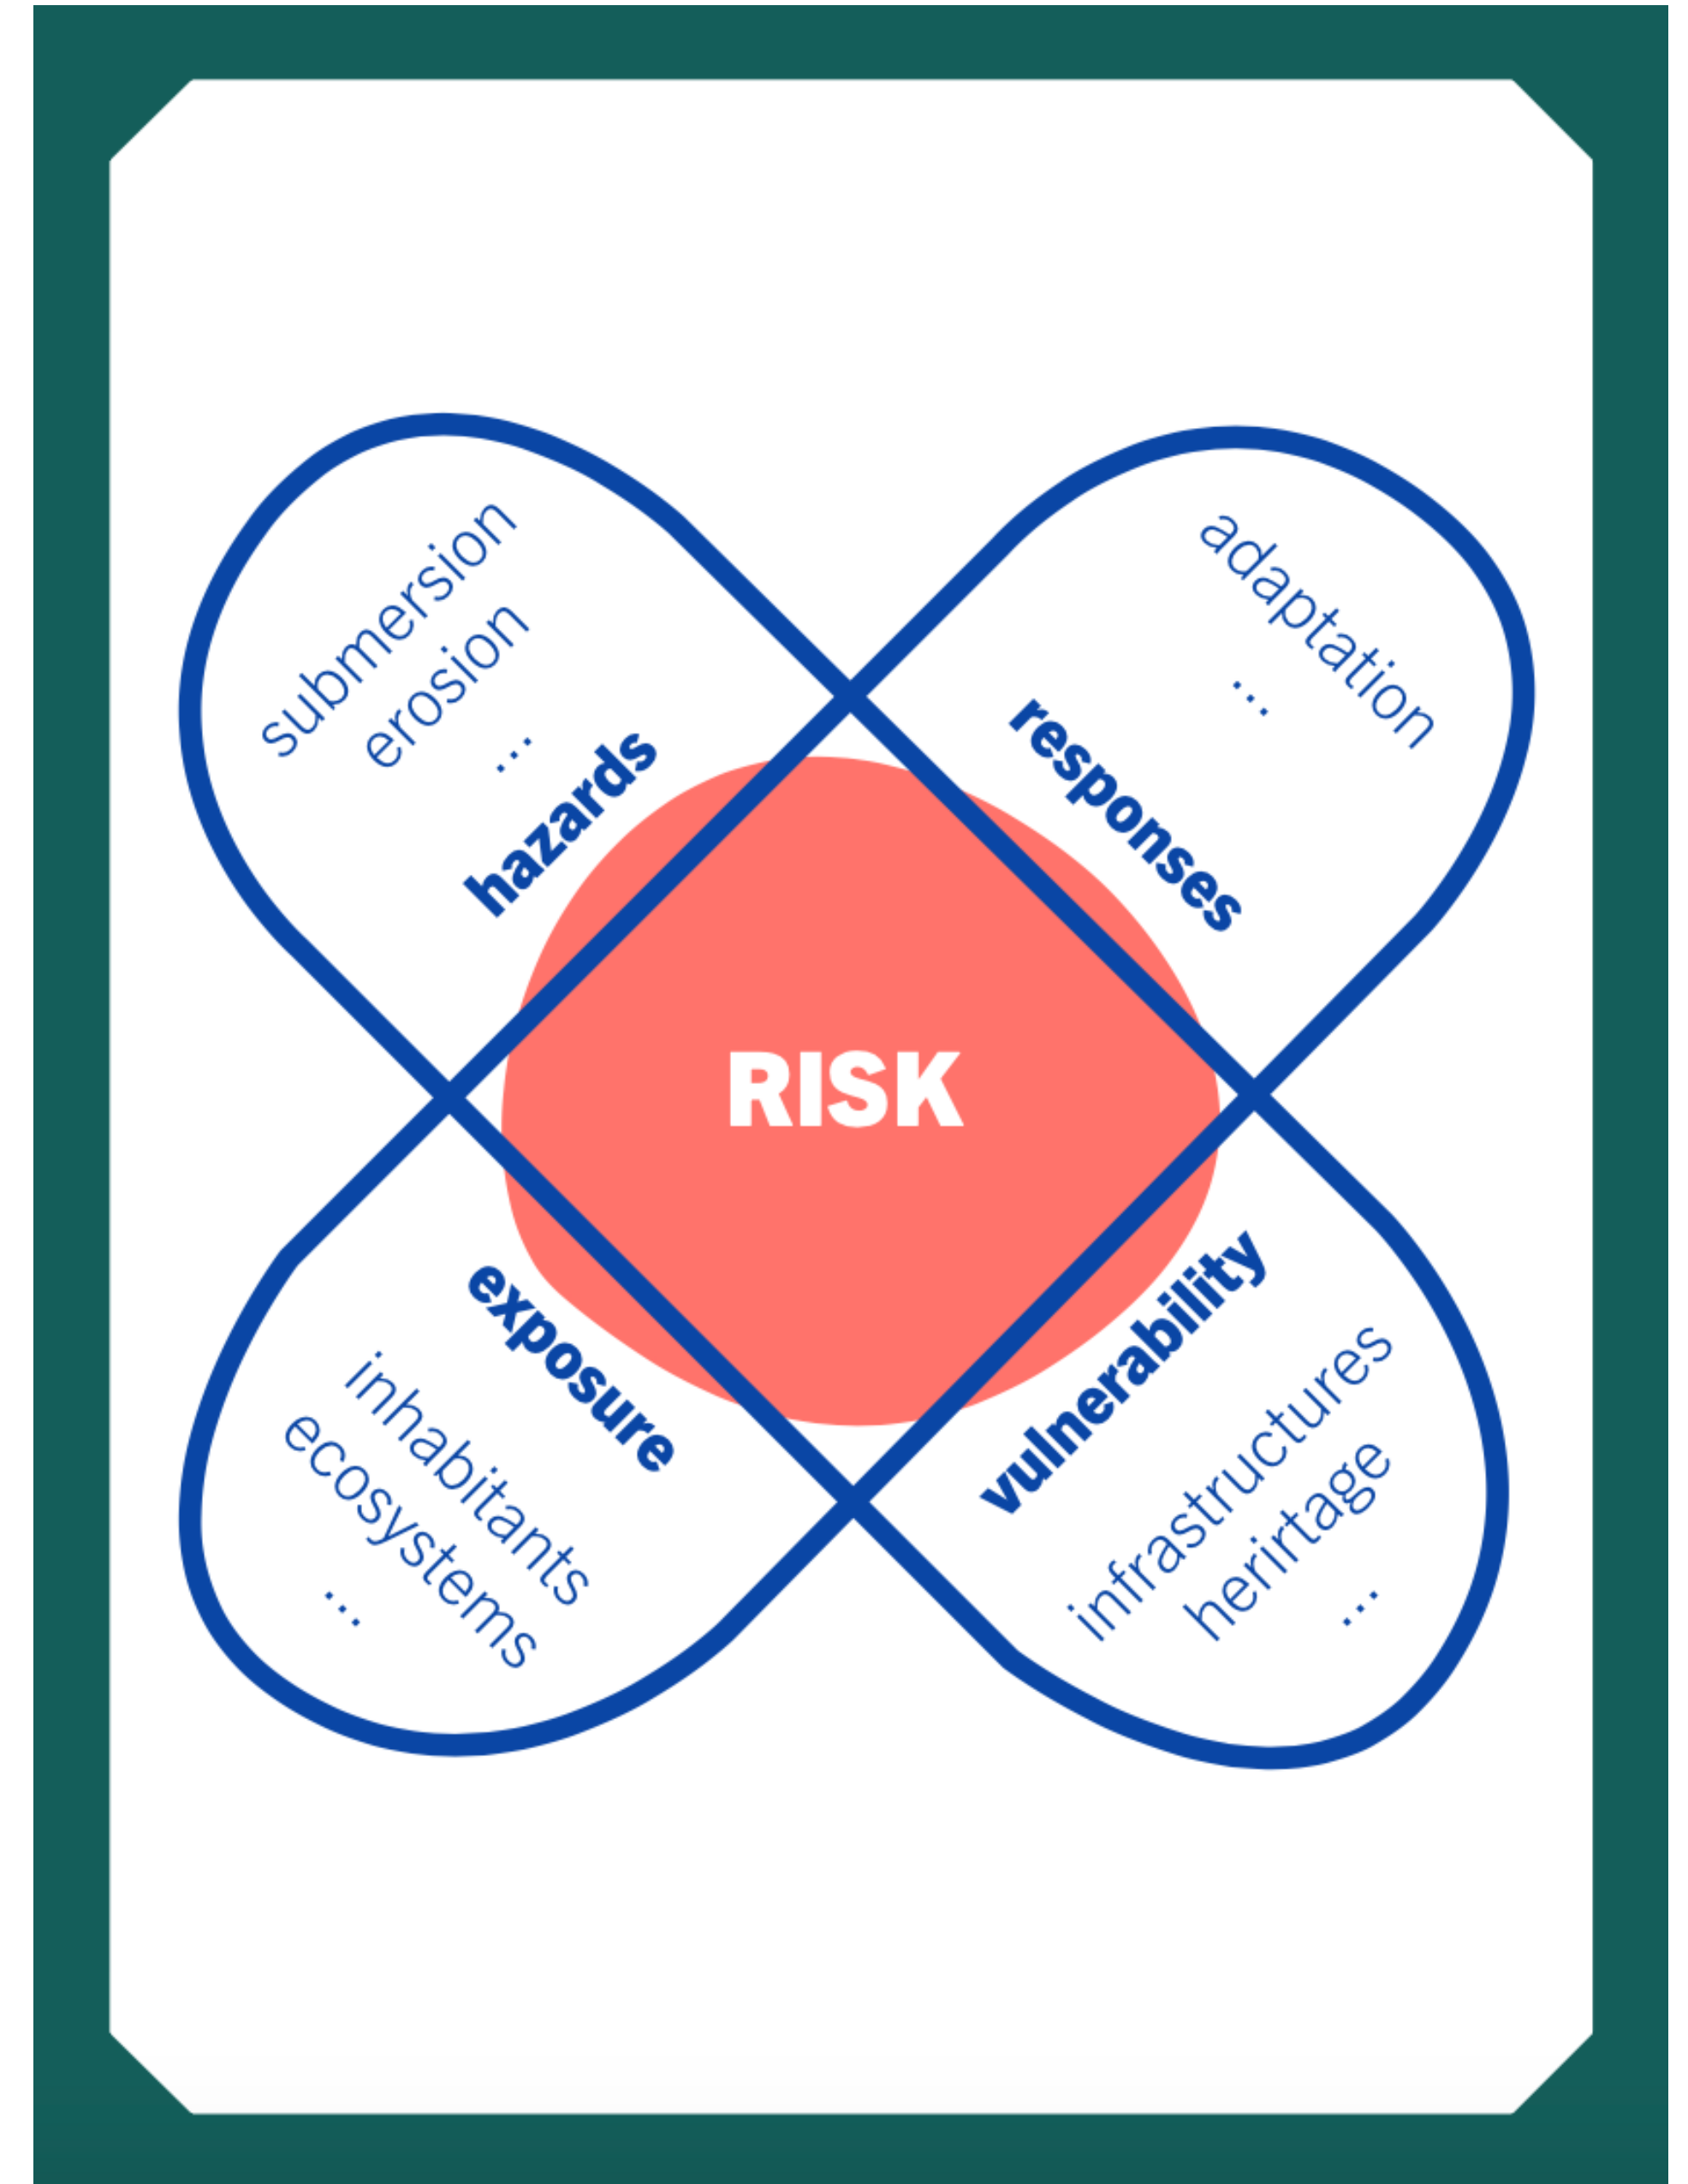 submersion
erosion
...
hazards
adaptation
...
responses
RISK
exposure
inhabitants
ecosystems
...
vulnerability
infrastructures
herirtage
...